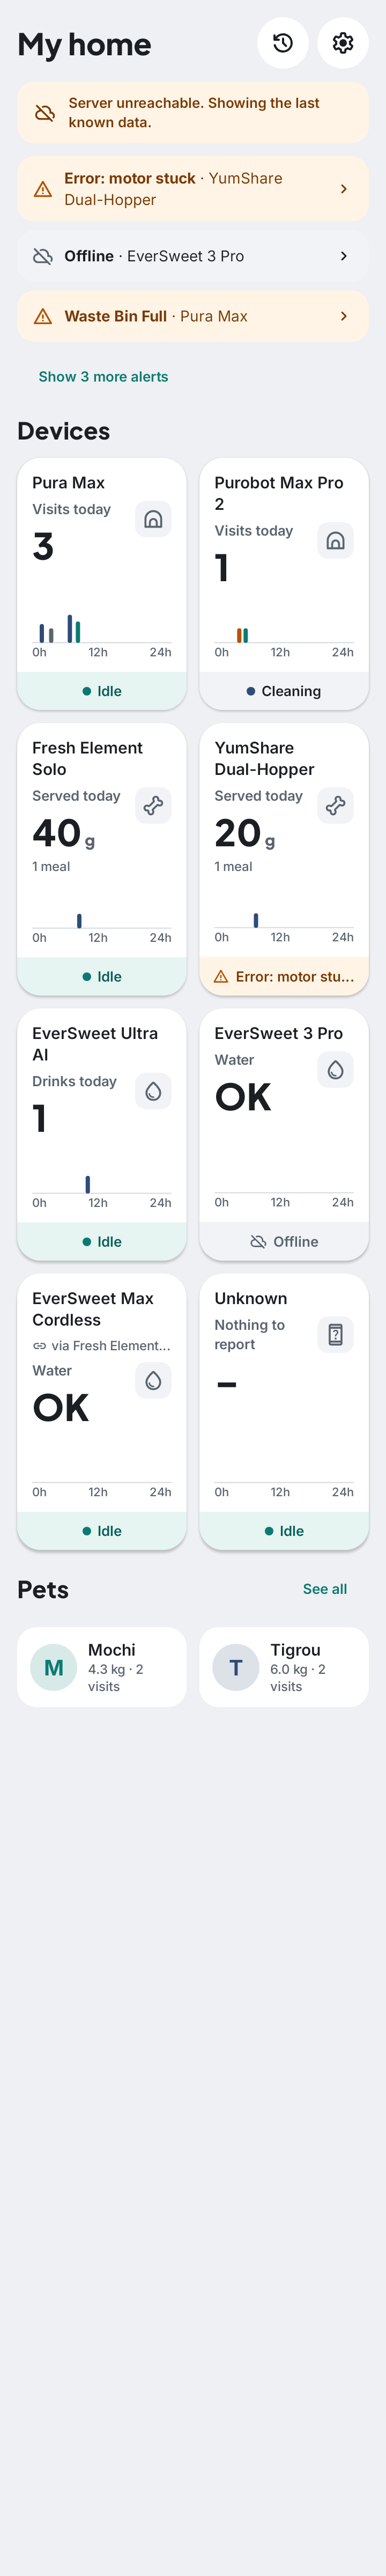 My home
Server unreachable. Showing the last
known data.
Error: motor stuck · YumShare
Dual-Hopper
Offline · EverSweet 3 Pro
Waste Bin Full · Pura Max
Show 3 more alerts
Devices
Pura Max
Visits today
3
0h 12h 24h
Idle
Purobot Max Pro
2
Visits today
1
0h 12h 24h
Cleaning
Fresh Element
Solo
Served today
40 g
1 meal
0h 12h 24h
Idle
YumShare
Dual-Hopper
Served today
20 g
1 meal
0h 12h 24h
Error: motor stu...
EverSweet Ultra
AI
Drinks today
1
0h 12h 24h
Idle
EverSweet 3 Pro
Water
OK
0h 12h 24h
Offline
EverSweet Max
Cordless
via Fresh Element...
Water
OK
0h 12h 24h
Idle
Unknown
Nothing to
report
–
0h 12h 24h
Idle
Pets
See all
M
Mochi
4.3 kg · 2
visits
T
Tigrou
6.0 kg · 2
visits